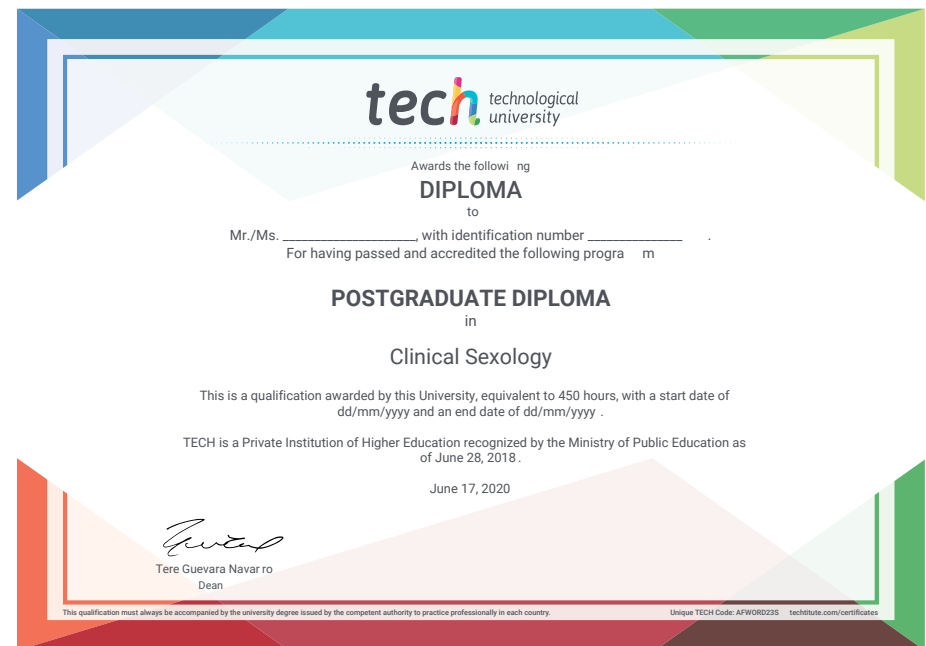 tech technological
university
Awards the followi ng
DIPLOMA
to
Mr./Ms. ____________________, with identification number ______________ .
For having passed and accredited the following progra m
POSTGRADUATE DIPLOMA
in
Clinical Sexology
This is a qualification awarded by this University, equivalent to 450 hours, with a start date of
dd/mm/yyyy and an end date of dd/mm/yyyy .
TECH is a Private Institution of Higher Education recognized by the Ministry of Public Education as
of June 28, 2018 .
June 17, 2020
Tere Guevara Navar ro
Dean
This qualification must always be accompanied by the university degree issued by the competent authority to practice professionally in each country.
Unique TECH Code: AFWORD23S techtitute.com/certificates